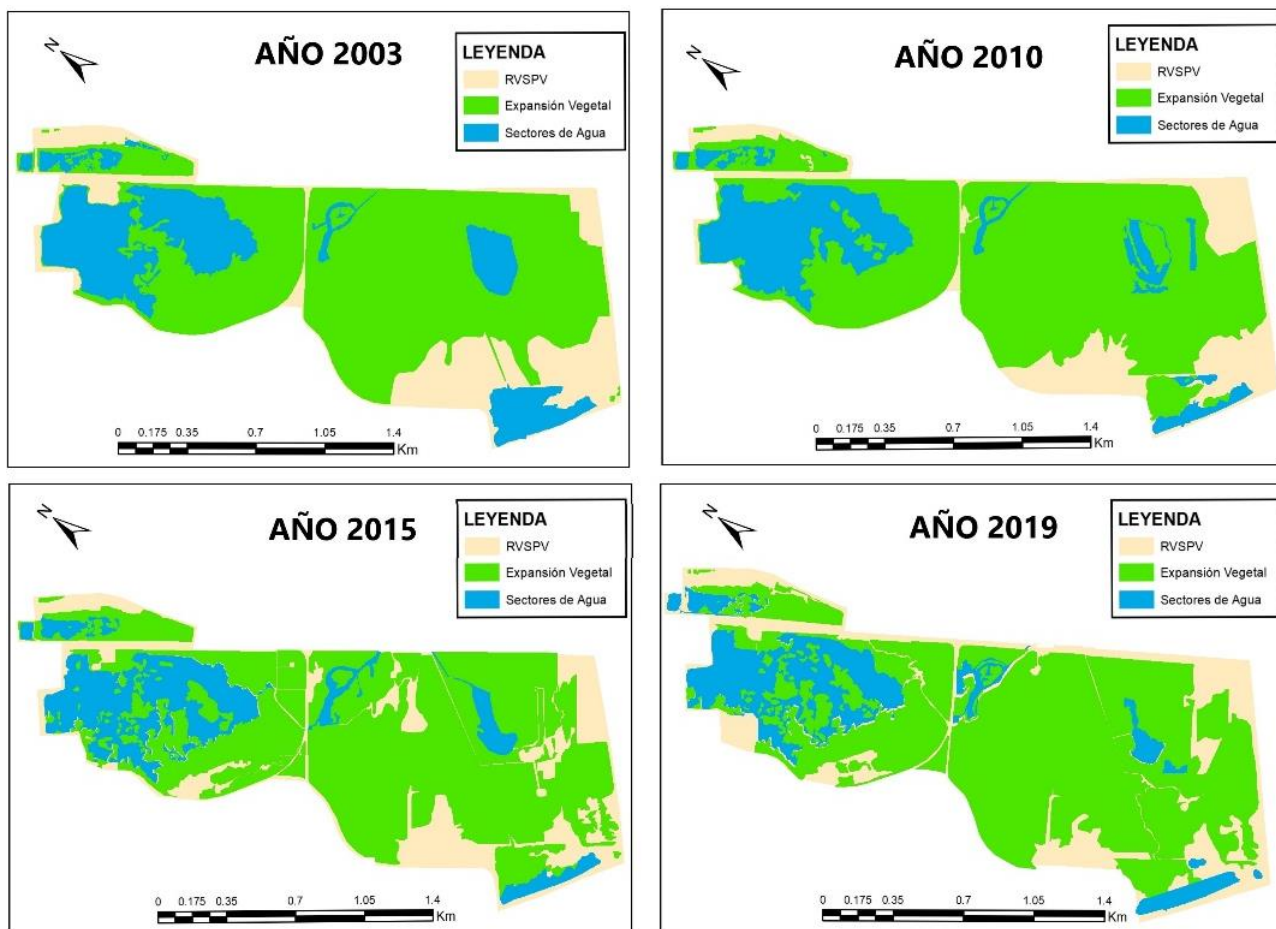 N
AÑO 2003
LEYENDA
RVSPV
Expansión Vegetal
Sectores de Agua
0 0.175 0.35 0.7 1.05 1.4
Km
N
AÑO 2010
LEYENDA
RVSPV
Expansión Vegetal
Sectores de Agua
0 0.175 0.35 0.7 1.05 1.4
Km
N
AÑO 2015
LEYENDA
RVSPV
Expansión Vegetal
Sectores de Agua
0 0.175 0.35 0.7 1.05 1.4
Km
N
AÑO 2019
LEYENDA
RVSPV
Expansión Vegetal
Sectores de Agua
0 0.175 0.35 0.7 1.05 1.4
Km